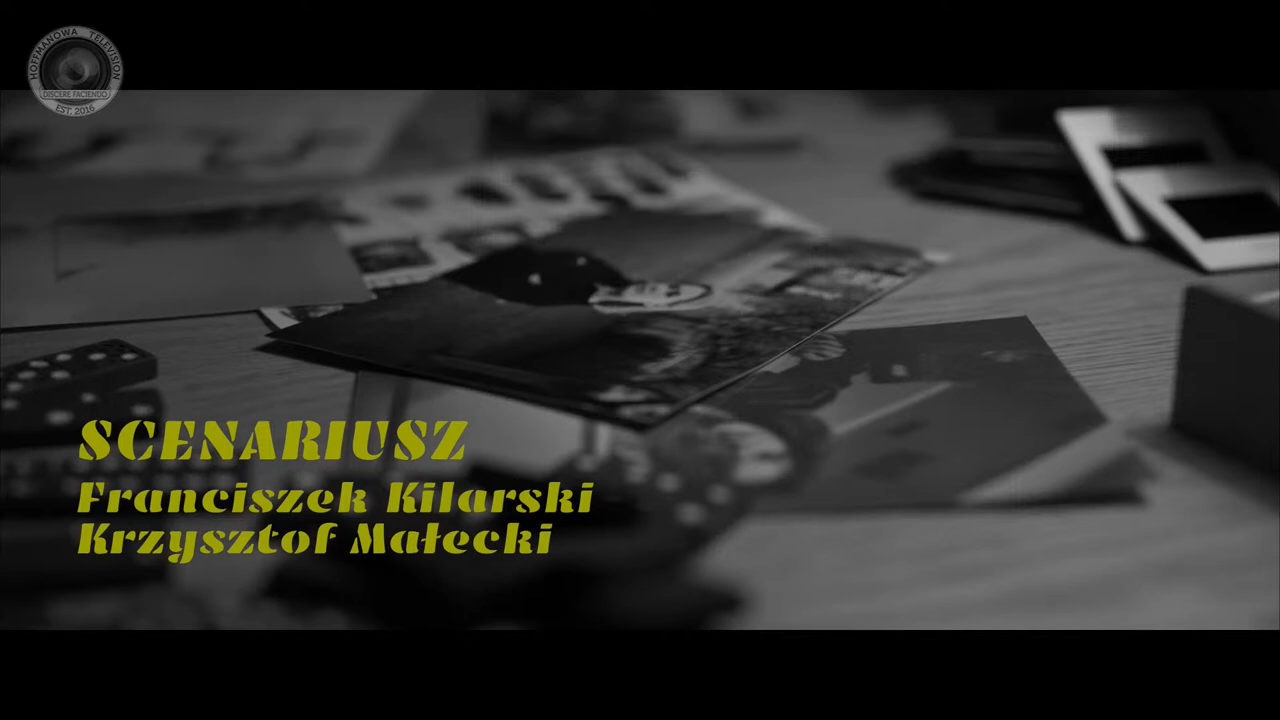 HOFFMANOWA TELEVISION
DISCERE FACIENDO
EST. 2016
SCENARIUSZ
Franciszek Kilarski
Krzysztof Małecki